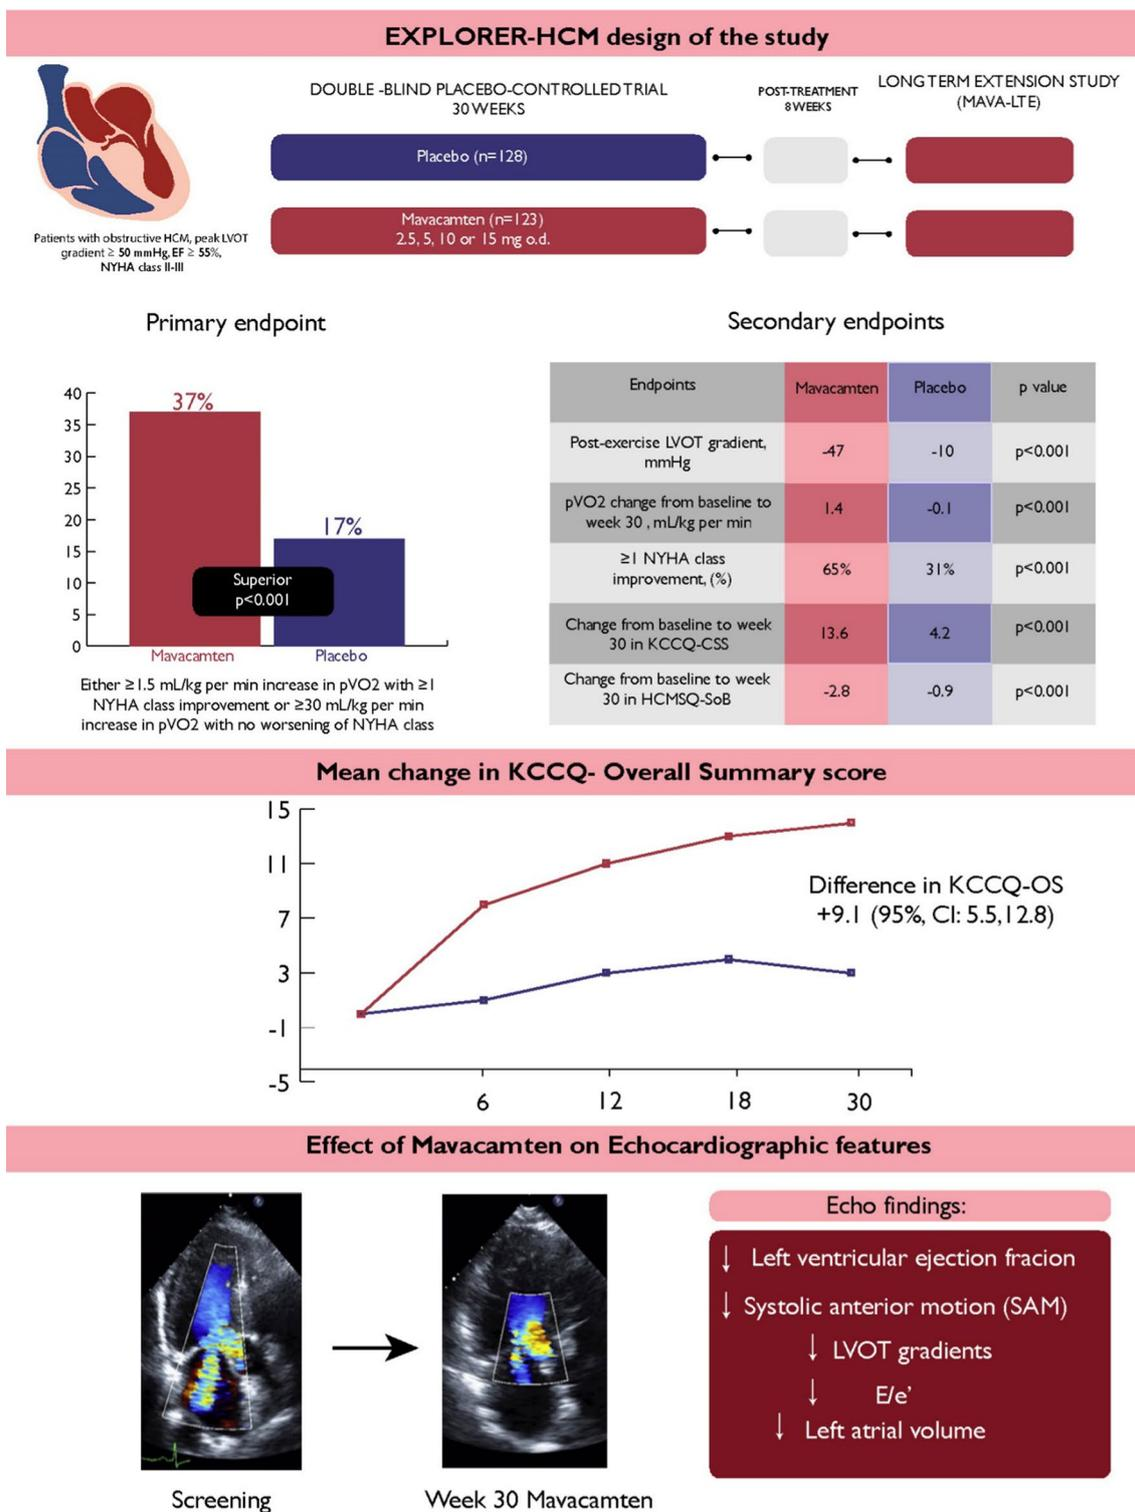 EXPLORER-HCM design of the study
DOUBLE -BLIND PLACEBO-CONTROLLED TRIAL
30 WEEKS
POST-TREATMENT
8 WEEKS
LONG TERM EXTENSION STUDY
(MAVA-LTE)
Placebo (n=128)
Mavacamten (n=123)
2.5, 5, 10 or 15 mg o.d.
Patients with obstructive HCM, peak LVOT
gradient ≥ 50 mmHg, EF ≥ 55%,
NYHA class II-III
Primary endpoint
40
35
30
25
20
15
10
5
0
37%
17%
Superior
p<0.001
Mavacamten
Placebo
Either ≥1.5 mL/kg per min increase in pVO2 with ≥1
NYHA class improvement or ≥30 mL/kg per min
increase in pVO2 with no worsening of NYHA class
Secondary endpoints
Endpoints Mavacamten Placebo p value
Post-exercise LVOT gradient,
mmHg
-47 -10 p<0.001
pVO2 change from baseline to
week 30 , mL/kg per min
1.4 -0.1 p<0.001
≥1 NYHA class
improvement, (%)
65% 31% p<0.001
Change from baseline to week
30 in KCCQ-CSS
13.6 4.2 p<0.001
Change from baseline to week
30 in HCMSQ-SoB
-2.8 -0.9 p<0.001
Mean change in KCCQ- Overall Summary score
15
11
7
3
-1
-5
6 12 18 30
Difference in KCCQ-OS
+9.1 (95%, CI: 5.5,12.8)
Effect of Mavacamten on Echocardiographic features
Screening
Week 30 Mavacamten
Echo findings:
↓ Left ventricular ejection fracion
↓ Systolic anterior motion (SAM)
↓ LVOT gradients
↓ E/e'
↓ Left atrial volume